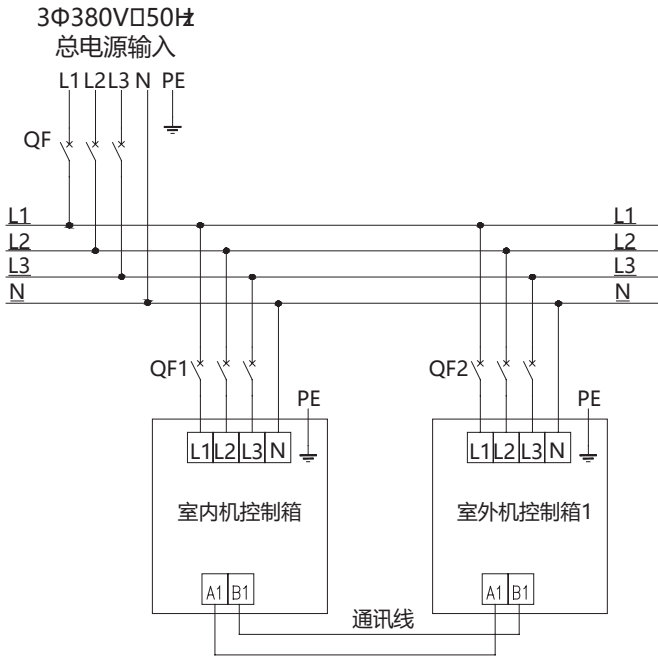 3Φ380V□50Hz
总电源输入
L1 L2 L3 N PE
QF
L1 L1
L2 L2
L3 L3
N N
QF1 QF2
PE PE
L1 L2 L3 N L1 L2 L3 N
室内机控制箱 室外机控制箱1
A1 B1 A1 B1
通讯线